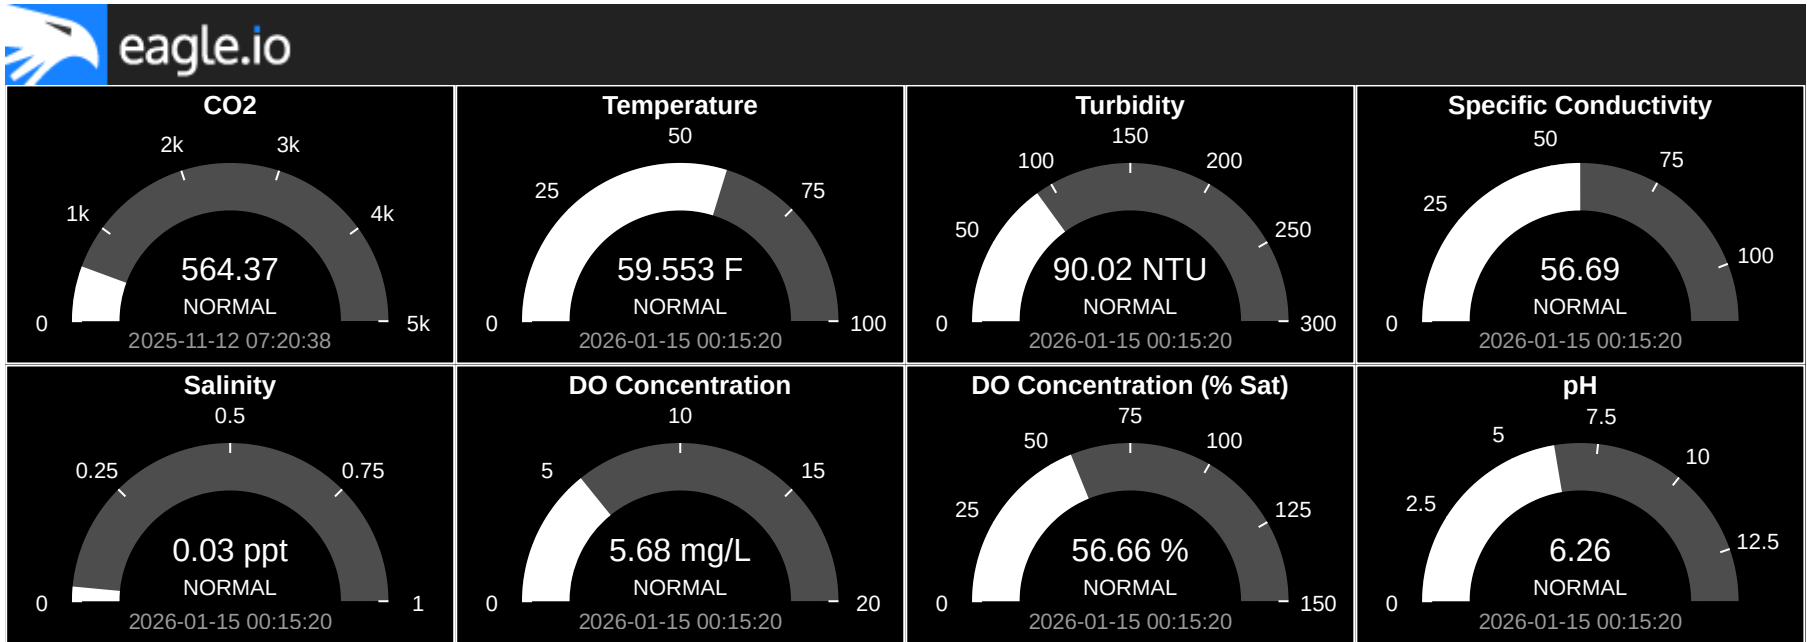 eagle.io
CO2
2k
3k
1k
4k
564.37
NORMAL
0
5k
2025-11-12 07:20:38
Temperature
50
25
75
59.553 F
NORMAL
0
100
2026-01-15 00:15:20
Turbidity
150
100
200
50
250
90.02 NTU
NORMAL
0
300
2026-01-15 00:15:20
Specific Conductivity
50
75
25
100
56.69
NORMAL
0
2026-01-15 00:15:20
Salinity
0.5
0.25
0.75
0.03 ppt
NORMAL
0
1
2026-01-15 00:15:20
DO Concentration
10
5
15
5.68 mg/L
NORMAL
0
20
2026-01-15 00:15:20
DO Concentration (% Sat)
75
50
100
25
125
56.66 %
NORMAL
0
150
2026-01-15 00:15:20
pH
7.5
5
10
2.5
12.5
6.26
NORMAL
0
2026-01-15 00:15:20